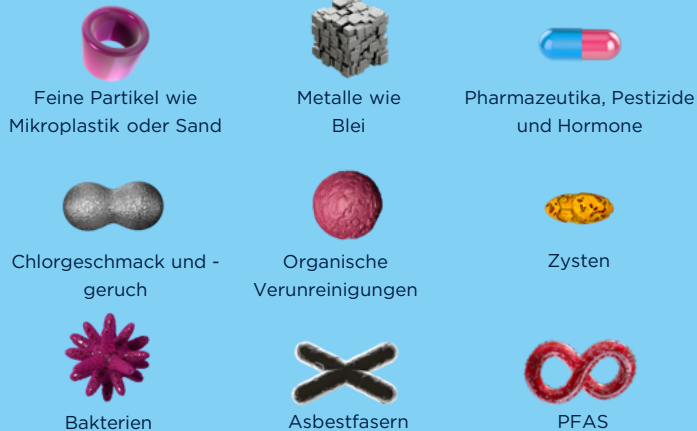 Feine Partikel wie
Mikroplastik oder Sand
Metalle wie
Blei
Pharmazeutika, Pestizide
und Hormone
Chlorgeschmack und -
geruch
Organische
Verunreinigungen
Zysten
Bakterien
Asbestfasern
PFAS